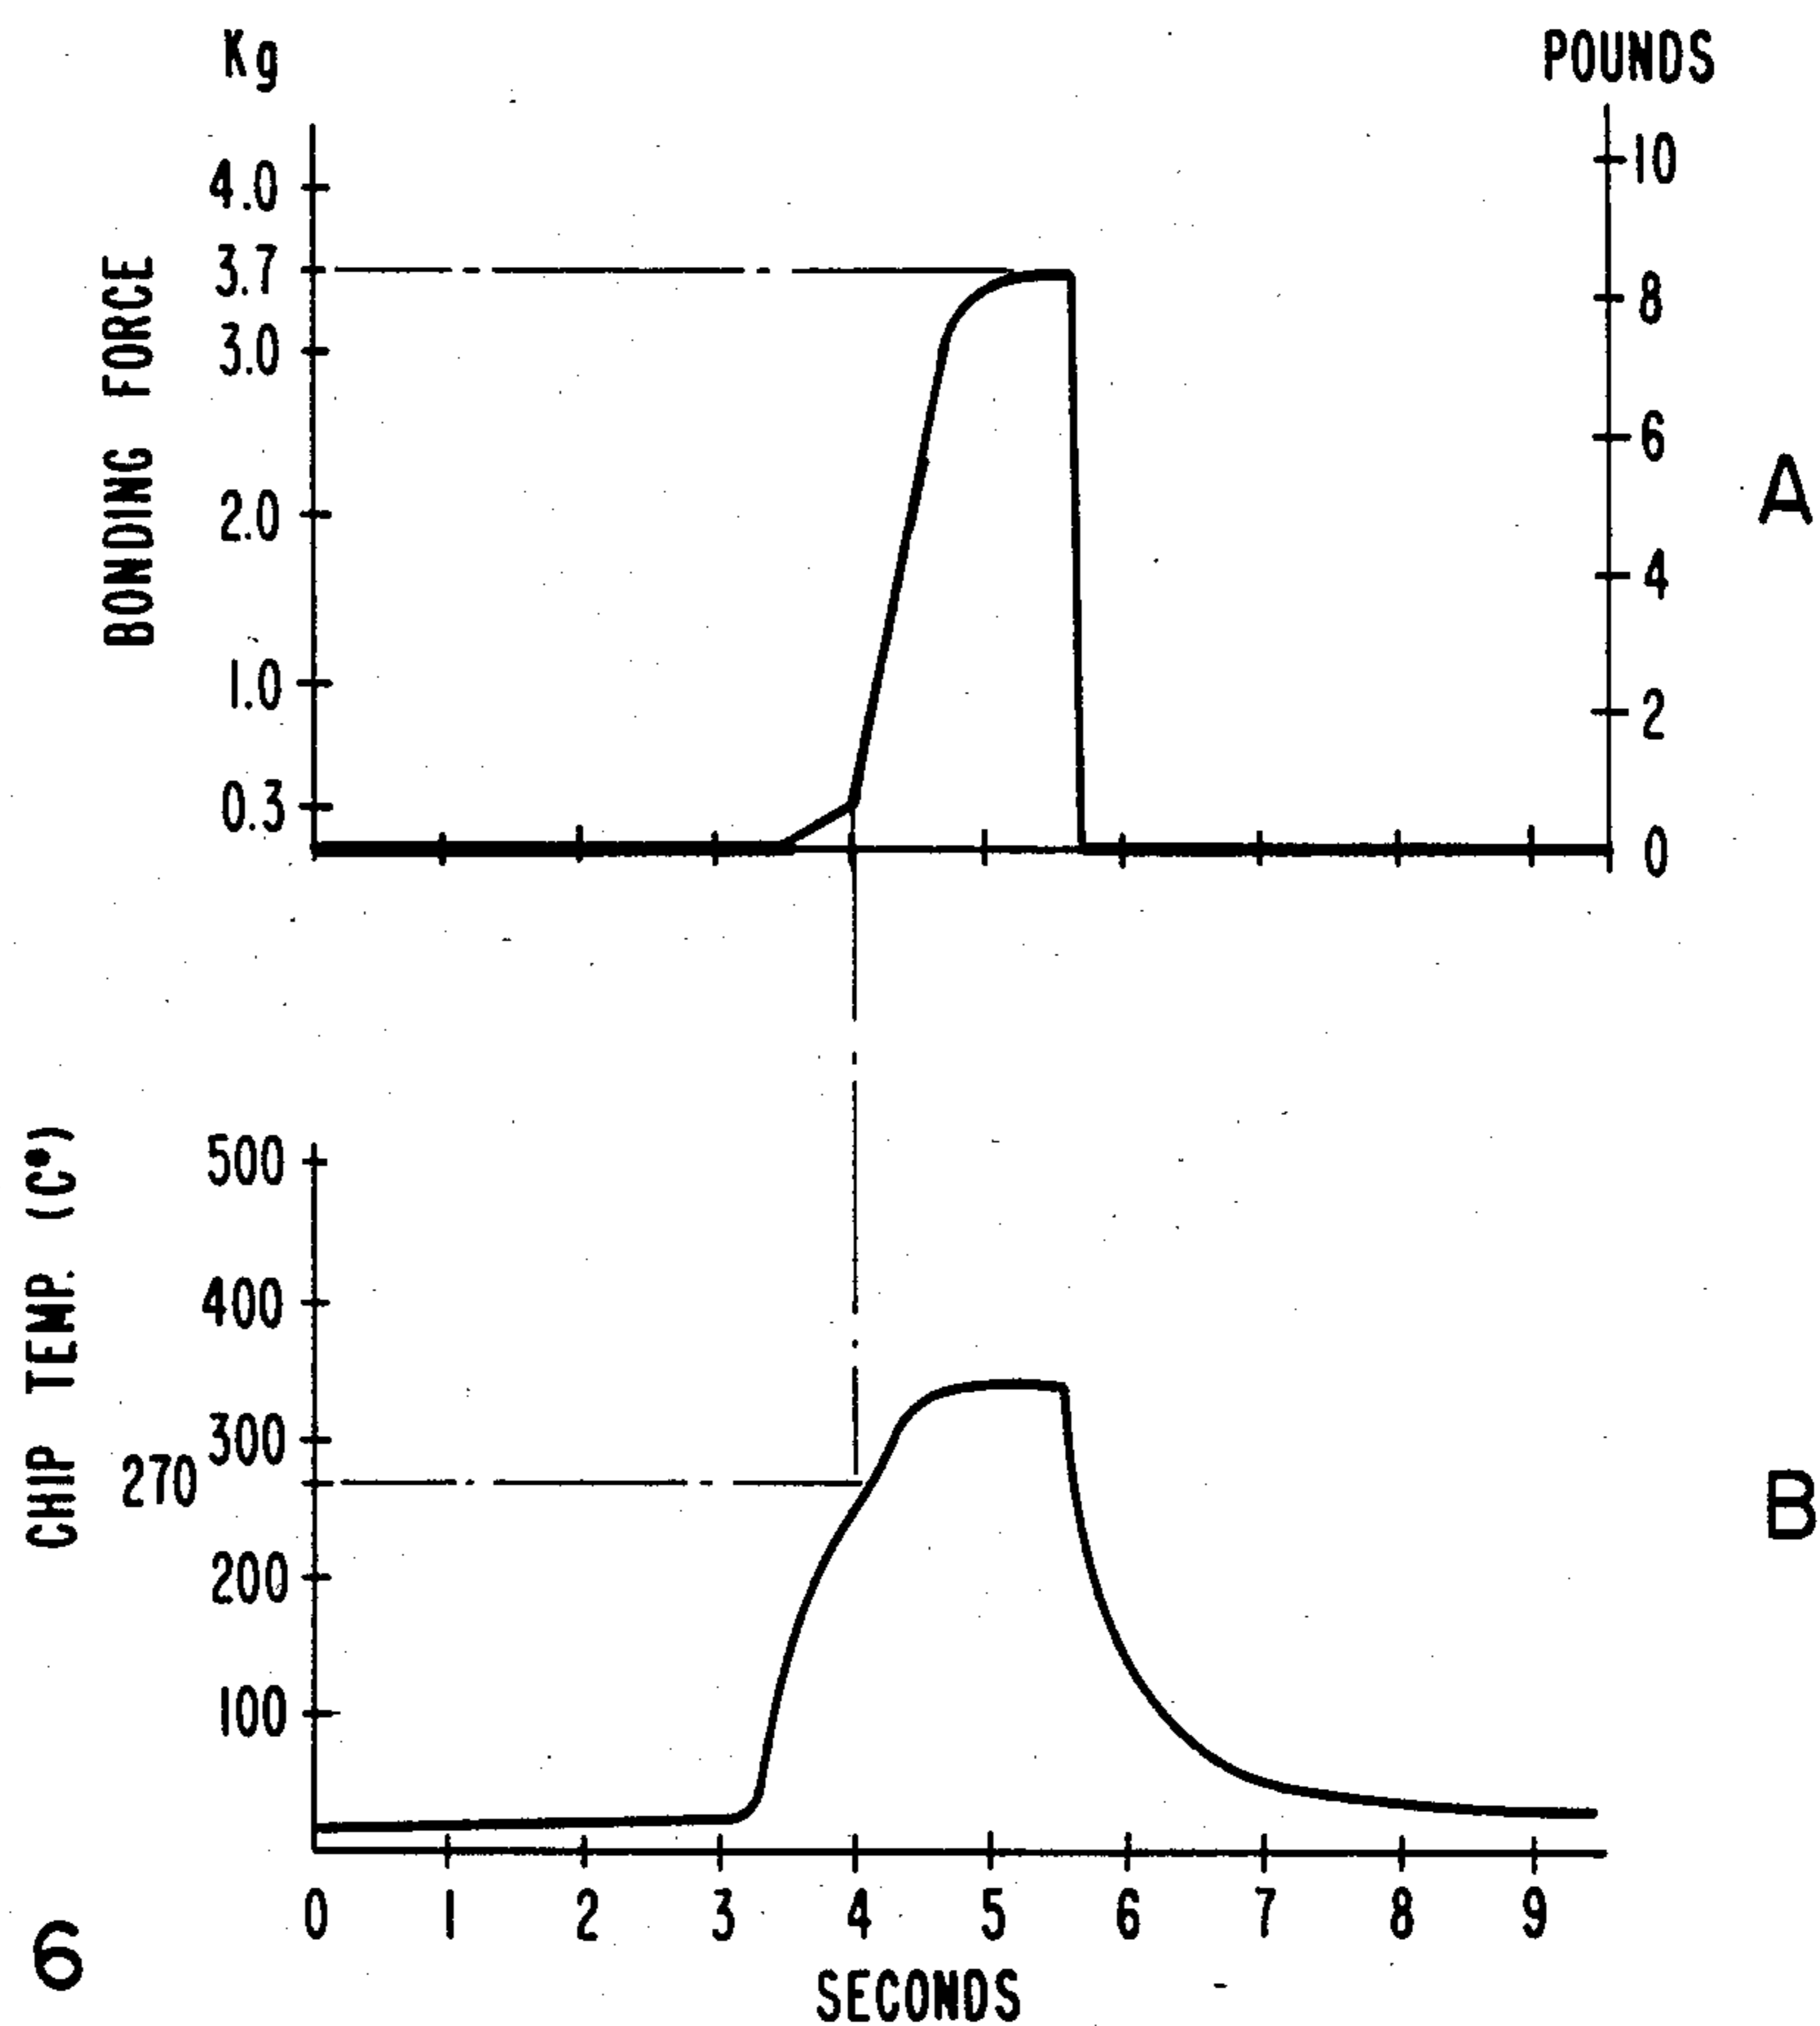 Kg
POUNDS
4.0
3.7
3.0
2.0
1.0
0.3
BONDING FORCE
10
8
6
4
2
0
A
500
400
300
270
200
100
CHIP TEMP. (C°)
B
0 1 2 3 4 5 6 7 8 9
SECONDS
6